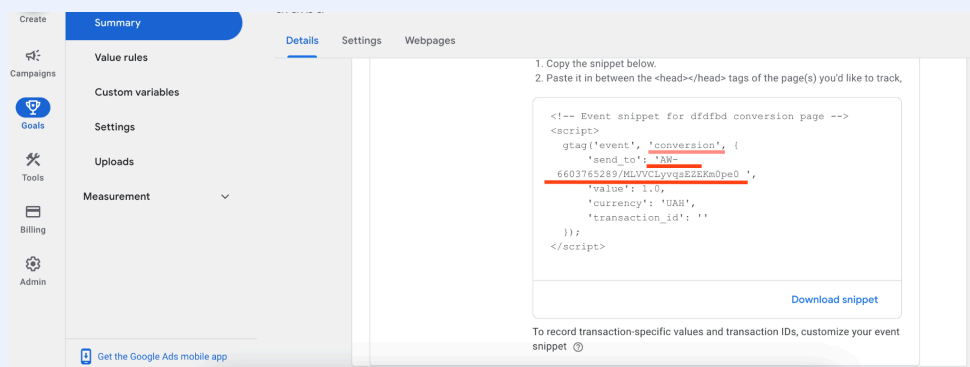 Create
Campaigns
Goals
Tools
Billing
Admin
Summary
Value rules
Custom variables
Settings
Uploads
Measurement
Get the Google Ads mobile app
Details Settings Webpages
1. Copy the snippet below.
2. Paste it in between the <head></head> tags of the page(s) you'd like to track,
<!-- Event snippet for dfdfbd conversion page -->
<script>
gtag('event', 'conversion', {
'send_to': 'AW-
6603765289/MLVVCLyvqsEZEKm0pe0 ',
'value': 1.0,
'currency': 'UAH',
'transaction_id': ''
});
</script>
Download snippet
To record transaction-specific values and transaction IDs, customize your event
snippet